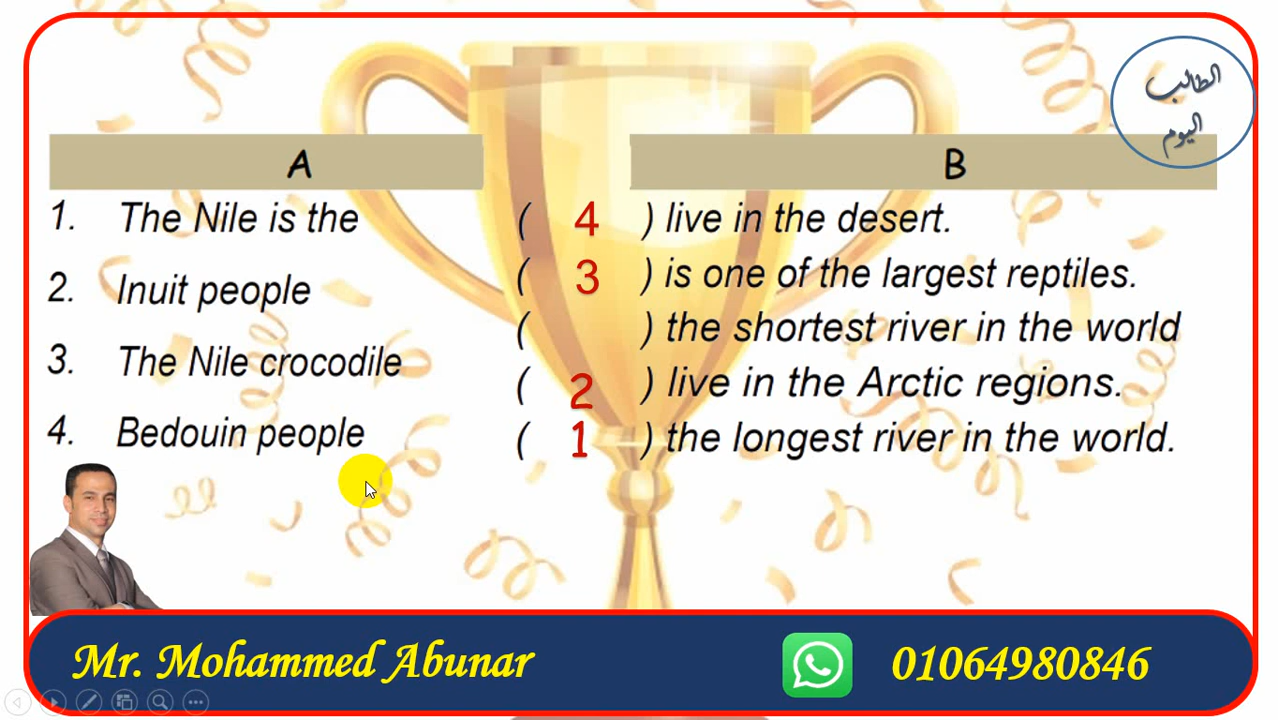 الطالب
اليوم
A B
1. The Nile is the ( 4 ) live in the desert.
2. Inuit people ( 3 ) is one of the largest reptiles.
( ) the shortest river in the world
3. The Nile crocodile ( 2 ) live in the Arctic regions.
4. Bedouin people ( 1 ) the longest river in the world.
Mr. Mohammed Abunar 01064980846